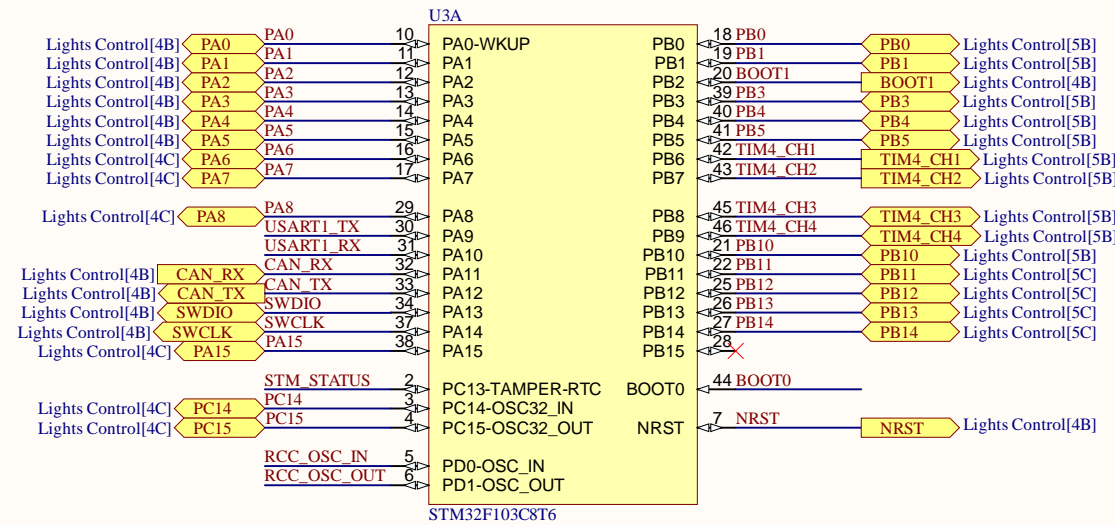 U3A
Lights Control[4B] PA0 PA0 10 PA0-WKUP PB0 18 PB0 PB0 Lights Control[5B]
Lights Control[4B] PA1 PA1 11 PA1 PB1 19 PB1 PB1 Lights Control[5B]
Lights Control[4B] PA2 PA2 12 PA2 PB2 20 BOOT1 BOOT1 Lights Control[4B]
Lights Control[4B] PA3 PA3 13 PA3 PB3 39 PB3 PB3 Lights Control[5B]
Lights Control[4B] PA4 PA4 14 PA4 PB4 40 PB4 PB4 Lights Control[5B]
Lights Control[4B] PA5 PA5 15 PA5 PB5 41 PB5 PB5 Lights Control[5B]
Lights Control[4C] PA6 PA6 16 PA6 PB6 42 TIM4_CH1 TIM4_CH1 Lights Control[5B]
Lights Control[4C] PA7 PA7 17 PA7 PB7 43 TIM4_CH2 TIM4_CH2 Lights Control[5B]
Lights Control[4C] PA8 PA8 29 PA8 PB8 45 TIM4_CH3 TIM4_CH3 Lights Control[5B]
USART1_TX 30 PA9 PB9 46 TIM4_CH4 TIM4_CH4 Lights Control[5B]
USART1_RX 31 PA10 PB10 21 PB10 PB10 Lights Control[5B]
Lights Control[4B] CAN_RX CAN_RX 32 PA11 PB11 22 PB11 PB11 Lights Control[5C]
Lights Control[4B] CAN_TX CAN_TX 33 PA12 PB12 25 PB12 PB12 Lights Control[5C]
Lights Control[4B] SWDIO SWDIO 34 PA13 PB13 26 PB13 PB13 Lights Control[5C]
Lights Control[4B] SWCLK SWCLK 37 PA14 PB14 27 PB14 PB14 Lights Control[5C]
Lights Control[4C] PA15 PA15 38 PA15 PB15 28
STM_STATUS 2 PC13-TAMPER-RTC BOOT0 44 BOOT0
Lights Control[4C] PC14 PC14 3 PC14-OSC32_IN
Lights Control[4C] PC15 PC15 4 PC15-OSC32_OUT NRST 7 NRST NRST Lights Control[4B]
RCC_OSC_IN 5 PD0-OSC_IN
RCC_OSC_OUT 6 PD1-OSC_OUT
STM32F103C8T6